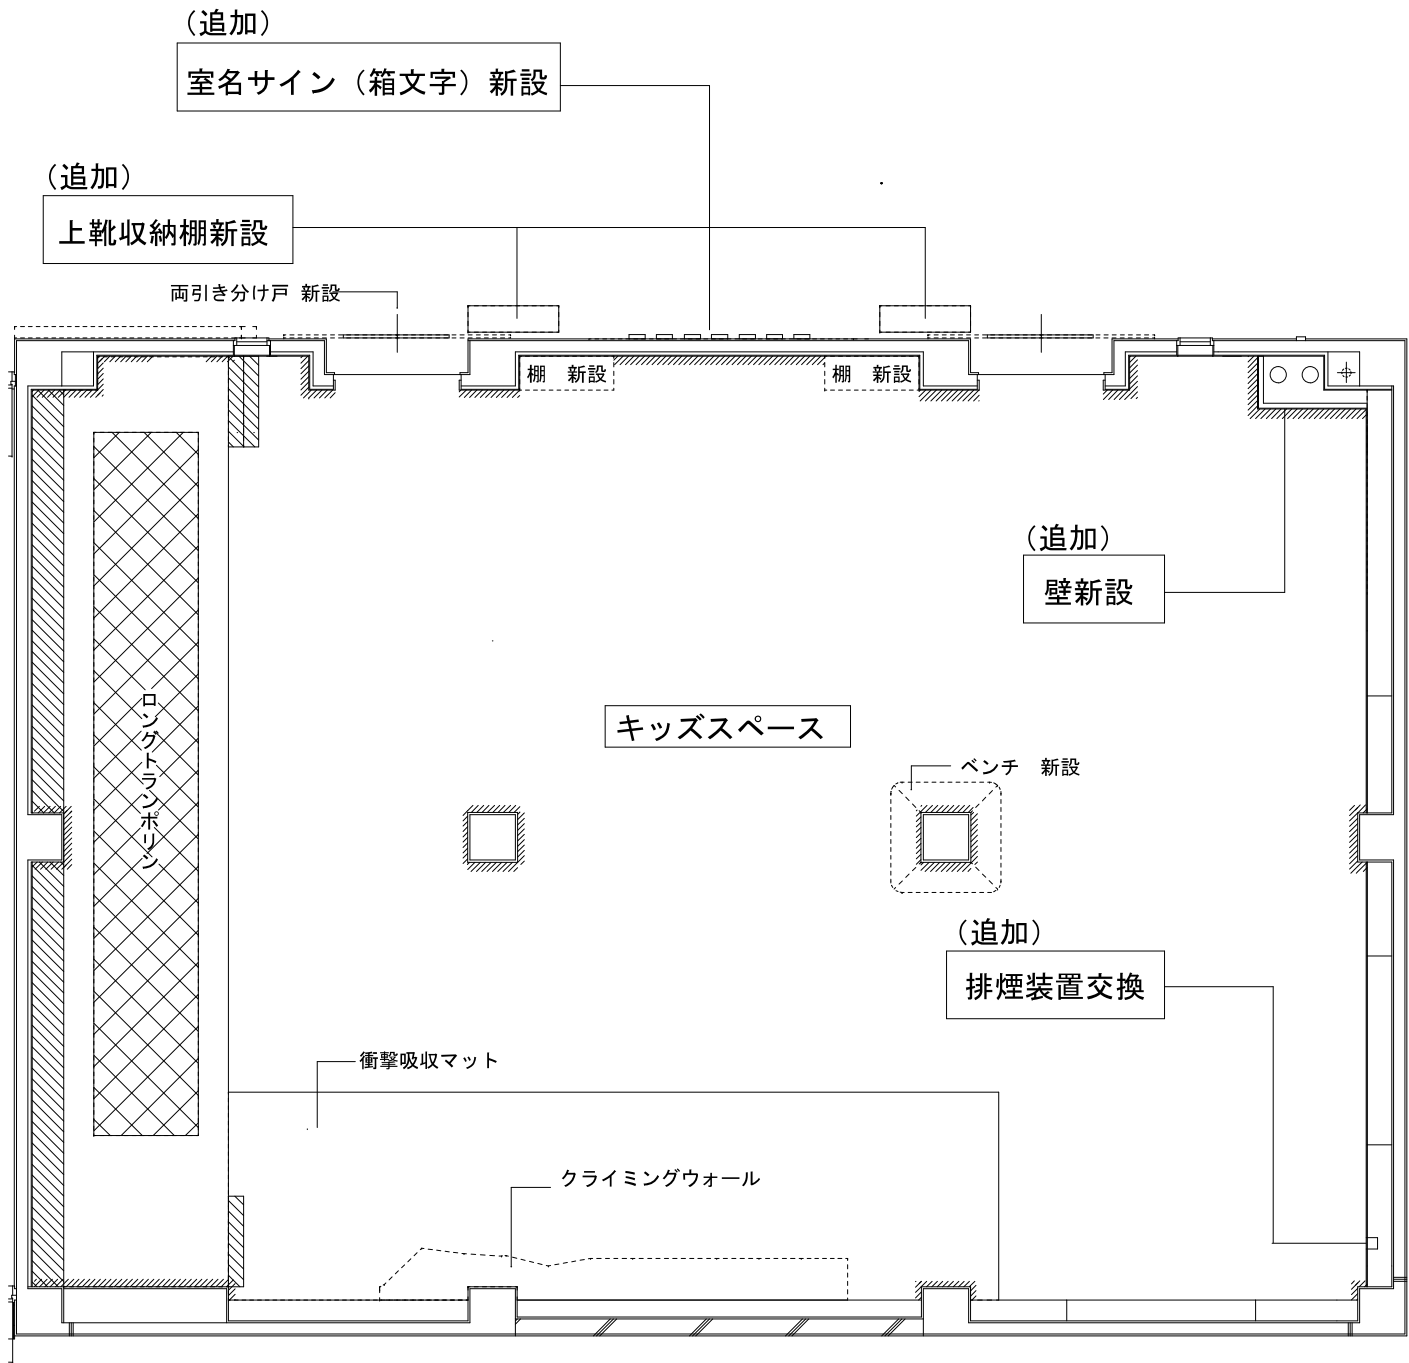 （追加）
室名サイン（箱文字）新設
（追加）
上靴収納棚新設
両引き分け戸 新設
棚 新設
棚 新設
（追加）
壁新設
ロングトランポリン
キッズスペース
ベンチ 新設
（追加）
排煙装置交換
衝撃吸収マット
クライミングウォール